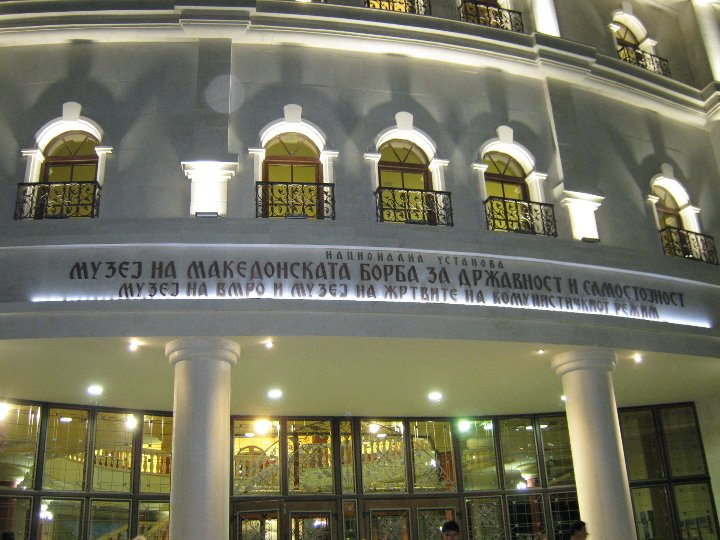 НАЦИОНАЛНА УСТАНОВА
МУЗЕЈ НА МАКЕДОНСКАТА БОРБА ЗА ДРЖАВНОСТ И САМОСТОЈНОСТ
МУЗЕЈ НА ВМРО И МУЗЕЈ НА ЖРТВИТЕ НА КОМУНИСТИЧКИОТ РЕЖИМ